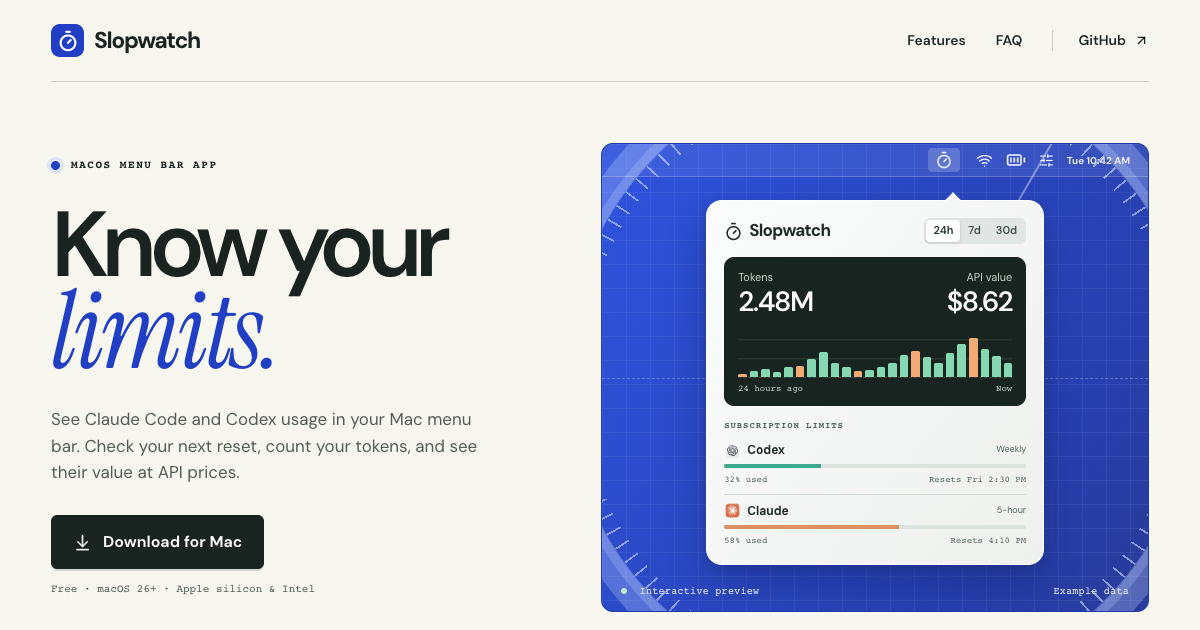 Slopwatch
Features
FAQ
GitHub
MACOS MENU BAR APP
Know your
limits.
See Claude Code and Codex usage in your Mac menu
bar. Check your next reset, count your tokens, and see
their value at API prices.
Download for Mac
Free · macOS 26+ · Apple silicon & Intel
Tue 10:42 AM
Slopwatch
24h 7d 30d
Tokens API value
2.48M $8.62
24 hours ago Now
SUBSCRIPTION LIMITS
Codex Weekly
32% used Resets Fri 2:30 PM
Claude 5-hour
58% used Resets 4:10 PM
Interactive preview Example data